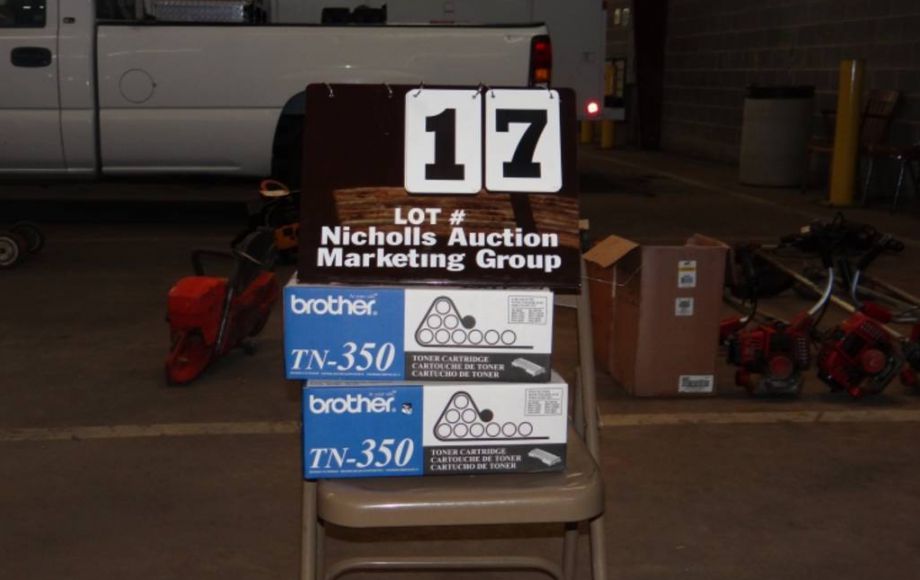 17
LOT #
Nicholls Auction
Marketing Group
brother
TN-350
TONER CARTRIDGE
CARTOUCHE DE TONER
CARTUCHO DE TONER
brother
TN-350
TONER CARTRIDGE
CARTOUCHE DE TONER
CARTUCHO DE TONER